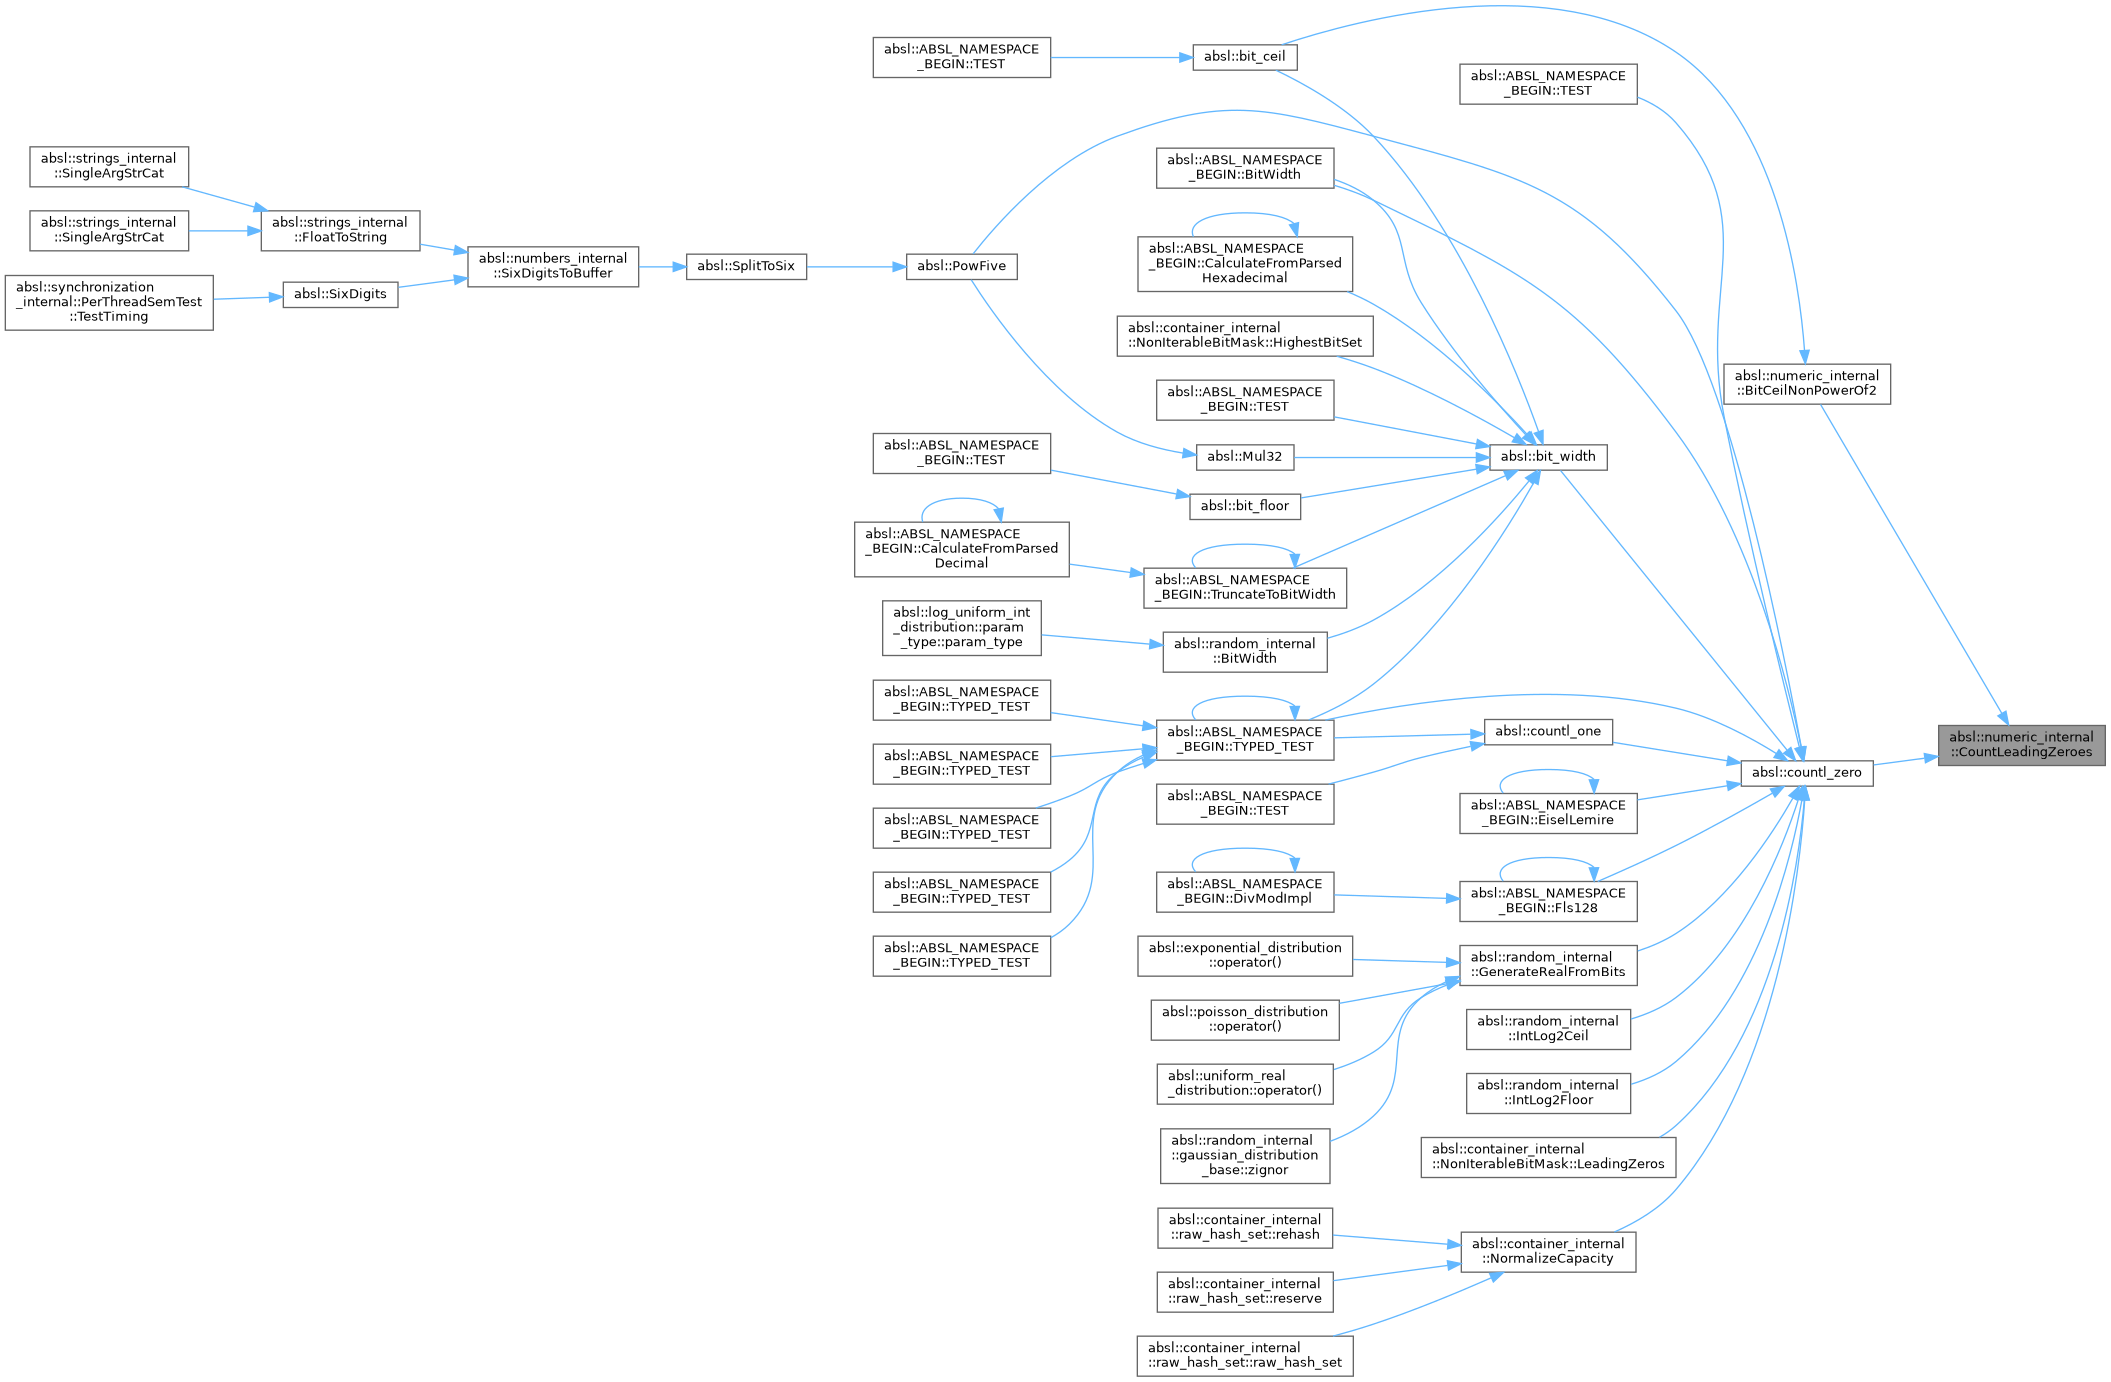 absl::ABSL_NAMESPACE
_BEGIN::TEST
absl::bit_ceil
absl::ABSL_NAMESPACE
_BEGIN::TEST
absl::strings_internal
::SingleArgStrCat
absl::strings_internal
::SingleArgStrCat
absl::synchronization
_internal::PerThreadSemTest
::TestTiming
absl::strings_internal
::FloatToString
absl::SixDigits
absl::numbers_internal
::SixDigitsToBuffer
absl::SplitToSix
absl::PowFive
absl::ABSL_NAMESPACE
_BEGIN::BitWidth
absl::ABSL_NAMESPACE
_BEGIN::CalculateFromParsed
Hexadecimal
absl::container_internal
::NonIterableBitMask::HighestBitSet
absl::ABSL_NAMESPACE
_BEGIN::TEST
absl::Mul32
absl::bit_width
absl::numeric_internal
::BitCeilNonPowerOf2
absl::ABSL_NAMESPACE
_BEGIN::TEST
absl::bit_floor
absl::ABSL_NAMESPACE
_BEGIN::CalculateFromParsed
Decimal
absl::ABSL_NAMESPACE
_BEGIN::TruncateToBitWidth
absl::log_uniform_int
_distribution::param
_type::param_type
absl::random_internal
::BitWidth
absl::ABSL_NAMESPACE
_BEGIN::TYPED_TEST
absl::ABSL_NAMESPACE
_BEGIN::TYPED_TEST
absl::ABSL_NAMESPACE
_BEGIN::TYPED_TEST
absl::ABSL_NAMESPACE
_BEGIN::TYPED_TEST
absl::ABSL_NAMESPACE
_BEGIN::TYPED_TEST
absl::ABSL_NAMESPACE
_BEGIN::TYPED_TEST
absl::countl_one
absl::numeric_internal
::CountLeadingZeroes
absl::countl_zero
absl::ABSL_NAMESPACE
_BEGIN::TEST
absl::ABSL_NAMESPACE
_BEGIN::EiselLemire
absl::ABSL_NAMESPACE
_BEGIN::DivModImpl
absl::ABSL_NAMESPACE
_BEGIN::Fls128
absl::exponential_distribution
::operator()
absl::random_internal
::GenerateRealFromBits
absl::poisson_distribution
::operator()
absl::random_internal
::IntLog2Ceil
absl::uniform_real
_distribution::operator()
absl::random_internal
::IntLog2Floor
absl::random_internal
::gaussian_distribution
_base::zignor
absl::container_internal
::NonIterableBitMask::LeadingZeros
absl::container_internal
::raw_hash_set::rehash
absl::container_internal
::NormalizeCapacity
absl::container_internal
::raw_hash_set::reserve
absl::container_internal
::raw_hash_set::raw_hash_set